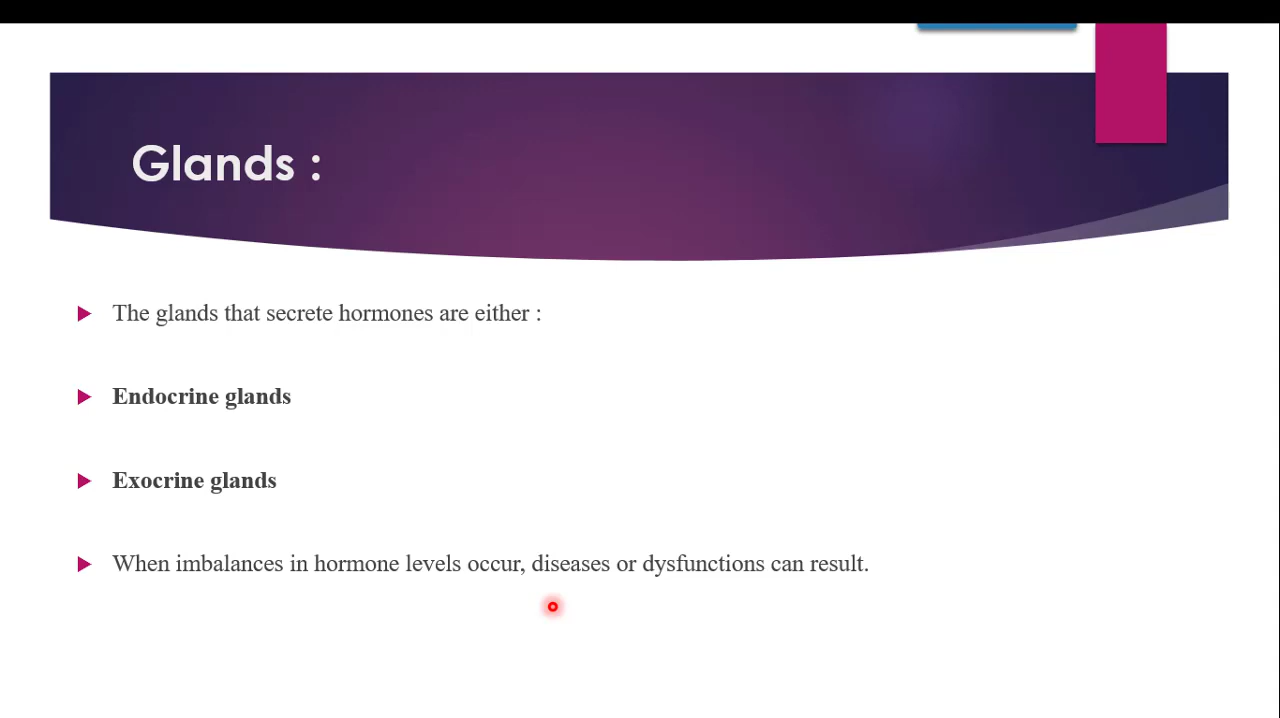 Glands :
The glands that secrete hormones are either :
Endocrine glands
Exocrine glands
When imbalances in hormone levels occur, diseases or dysfunctions can result.